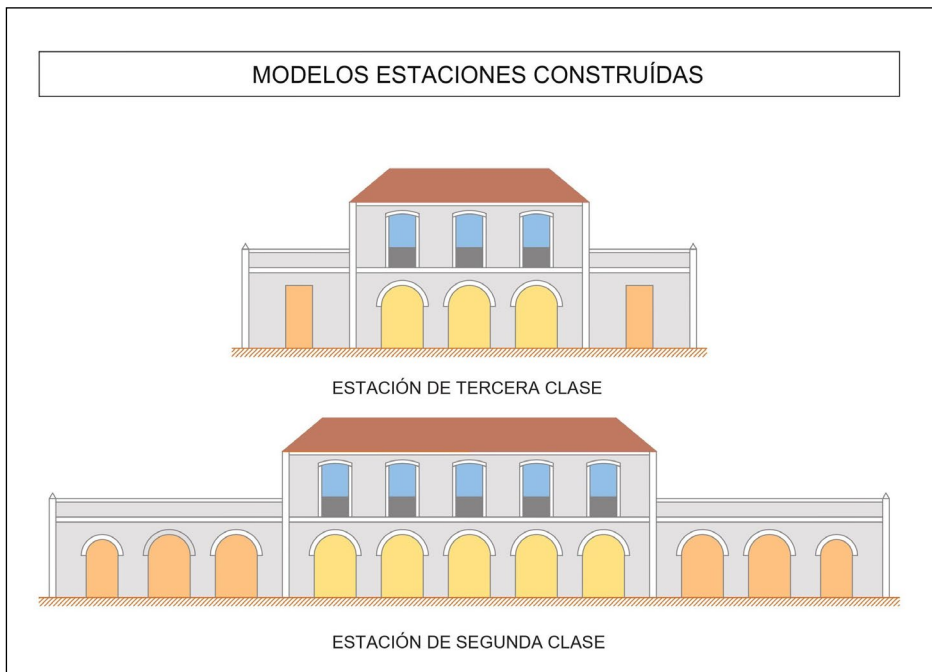 MODELOS ESTACIONES CONSTRUÍDAS
ESTACIÓN DE TERCERA CLASE
ESTACIÓN DE SEGUNDA CLASE